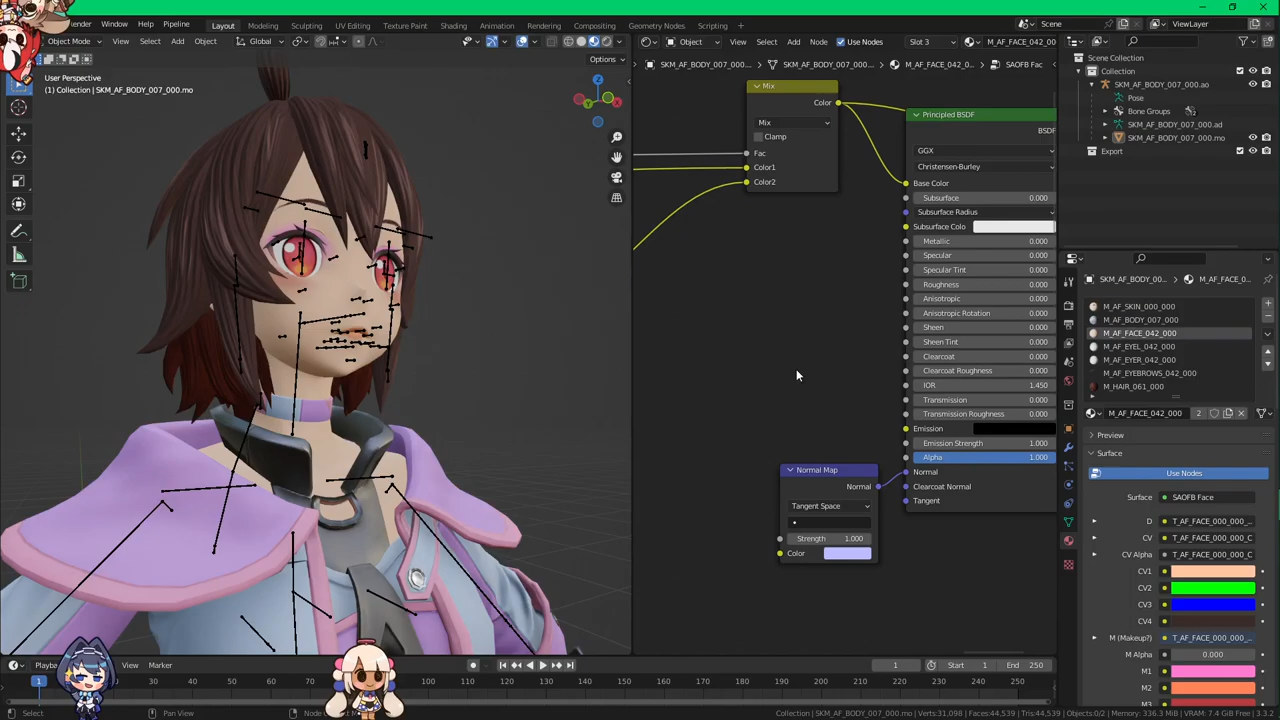 Window
Help
Pipeline
Layout
Modeling
Sculpting
UV Editing
Texture Paint
Shading
Animation
Rendering
Compositing
Geometry Nodes
Scripting
+
Scene
ViewLayer
Object Mode
View
Select
Add
Object
Global
Object
View
Select
Add
Node
Use Nodes
Slot 3
M_AF_FACE_042_00
Options
User Perspective
(1) Collection | SKM_AF_BODY_007_000.mo
SKM_AF_BODY_007_000...
SKM_AF_BODY_007_000...
M_AF_FACE_042_0...
SAOFB Fac
Mix
Color
Mix
Clamp
Fac
Color1
Color2
Principled BSDF
BSDF
GGX
Christensen-Burley
Base Color
Subsurface 0.000
Subsurface Radius
Subsurface Colo
Metallic 0.000
Specular 0.000
Specular Tint 0.000
Roughness 0.000
Anisotropic 0.000
Anisotropic Rotation 0.000
Sheen 0.000
Sheen Tint 0.000
Clearcoat 0.000
Clearcoat Roughness 0.000
IOR 1.450
Transmission 0.000
Transmission Roughness 0.000
Emission
Emission Strength 1.000
Alpha 1.000
Normal
Clearcoat Normal
Tangent
Normal Map
Normal
Tangent Space
Strength 1.000
Color
Scene Collection
Collection
SKM_AF_BODY_007_000.ao
Pose
Bone Groups
SKM_AF_BODY_007_000.ad
SKM_AF_BODY_007_000.mo
Export
SKM_AF_BODY_00...
M_AF_FACE_0...
M_AF_SKIN_000_000
M_AF_BODY_007_000
M_AF_FACE_042_000
M_AF_EYEL_042_000
M_AF_EYER_042_000
M_AF_EYEBROWS_042_000
M_HAIR_061_000
M_AF_FACE_042_000
2
Preview
Surface
Use Nodes
Surface
SAOFB Face
D
T_AF_FACE_000_000_...
CV
T_AF_FACE_000_000_C
CV Alpha
T_AF_FACE_000_000_C
CV1
CV2
CV3
CV4
M (Makeup?)
T_AF_FACE_000_000_...
M Alpha
0.000
M1
M2
M3
Playba
View
Marker
1
Start 1
End 250
1 30 40 50 60 80 90 100 110 120 130 140 150 160 170 180 190 200 210 220 230 240 250
Select
Pan View
Node
Collection | SKM_AF_BODY_007_000.mo | Verts:31,098 | Faces:44,539 | Tris:44,539 | Objects:0/2 | Memory: 336.3 MiB | VRAM: 7.4 GiB Free | 3.3.2